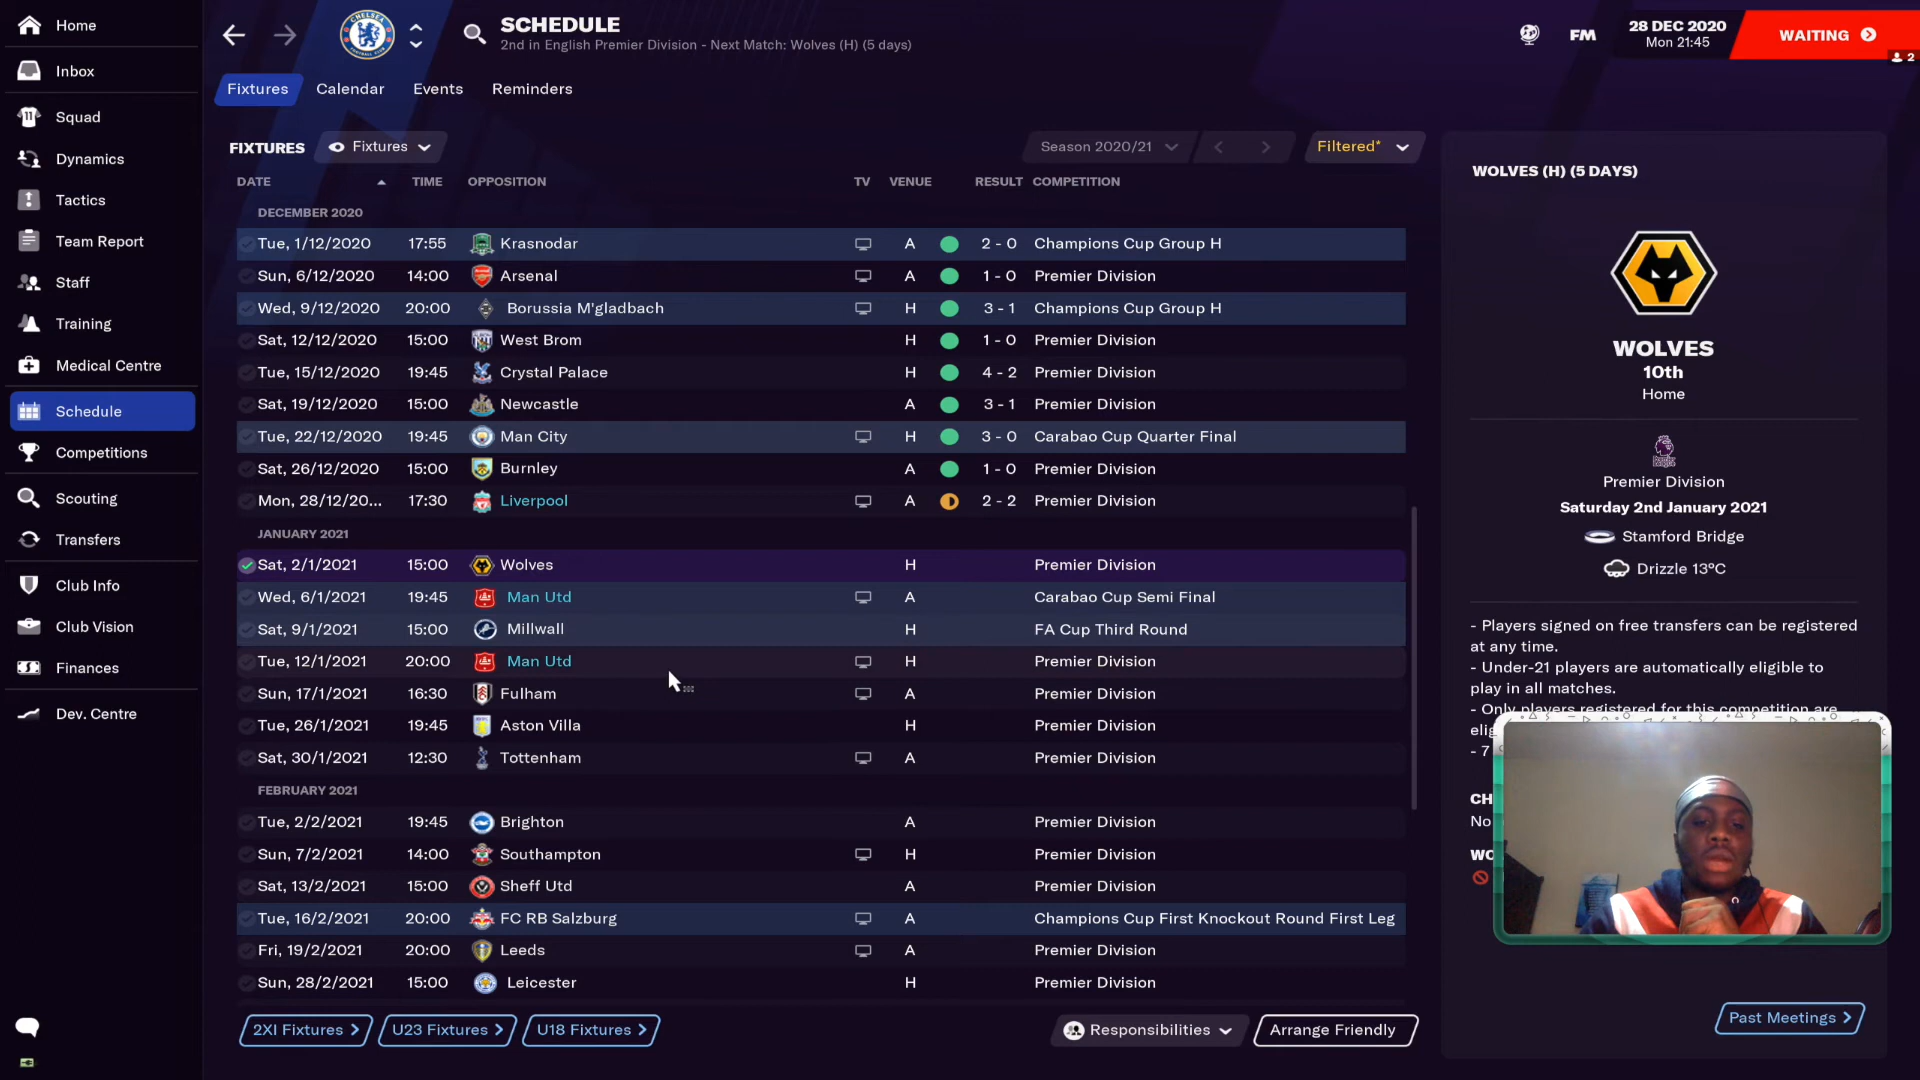 Home
Inbox
Squad
Dynamics
Tactics
Team Report
Staff
Training
Medical Centre
Schedule
Competitions
Scouting
Transfers
Club Info
Club Vision
Finances
Dev. Centre
SCHEDULE
2nd in English Premier Division - Next Match: Wolves (H) (5 days)
FM
28 DEC 2020
Mon 21:45
WAITING
2
Fixtures Calendar Events Reminders
FIXTURES Fixtures Season 2020/21 Filtered*
DATE TIME OPPOSITION TV VENUE RESULT COMPETITION
DECEMBER 2020
Tue, 1/12/2020 17:55 Krasnodar A 2 - 0 Champions Cup Group H
Sun, 6/12/2020 14:00 Arsenal A 1 - 0 Premier Division
Wed, 9/12/2020 20:00 Borussia M'gladbach H 3 - 1 Champions Cup Group H
Sat, 12/12/2020 15:00 West Brom H 1 - 0 Premier Division
Tue, 15/12/2020 19:45 Crystal Palace H 4 - 2 Premier Division
Sat, 19/12/2020 15:00 Newcastle A 3 - 1 Premier Division
Tue, 22/12/2020 19:45 Man City H 3 - 0 Carabao Cup Quarter Final
Sat, 26/12/2020 15:00 Burnley A 1 - 0 Premier Division
Mon, 28/12/20... 17:30 Liverpool A 2 - 2 Premier Division
JANUARY 2021
Sat, 2/1/2021 15:00 Wolves H Premier Division
Wed, 6/1/2021 19:45 Man Utd A Carabao Cup Semi Final
Sat, 9/1/2021 15:00 Millwall H FA Cup Third Round
Tue, 12/1/2021 20:00 Man Utd H Premier Division
Sun, 17/1/2021 16:30 Fulham A Premier Division
Tue, 26/1/2021 19:45 Aston Villa H Premier Division
Sat, 30/1/2021 12:30 Tottenham A Premier Division
FEBRUARY 2021
Tue, 2/2/2021 19:45 Brighton A Premier Division
Sun, 7/2/2021 14:00 Southampton H Premier Division
Sat, 13/2/2021 15:00 Sheff Utd A Premier Division
Tue, 16/2/2021 20:00 FC RB Salzburg A Champions Cup First Knockout Round First Leg
Fri, 19/2/2021 20:00 Leeds A Premier Division
Sun, 28/2/2021 15:00 Leicester H Premier Division
2XI Fixtures U23 Fixtures U18 Fixtures Responsibilities Arrange Friendly
WOLVES (H) (5 DAYS)
WOLVES
10th
Home
Premier Division
Saturday 2nd January 2021
Stamford Bridge
Drizzle 13°C
- Players signed on free transfers can be registered
at any time.
- Under-21 players are automatically eligible to
play in all matches.
- Only players registered for this competition are
elig
- 7
CH
No
WO
Past Meetings